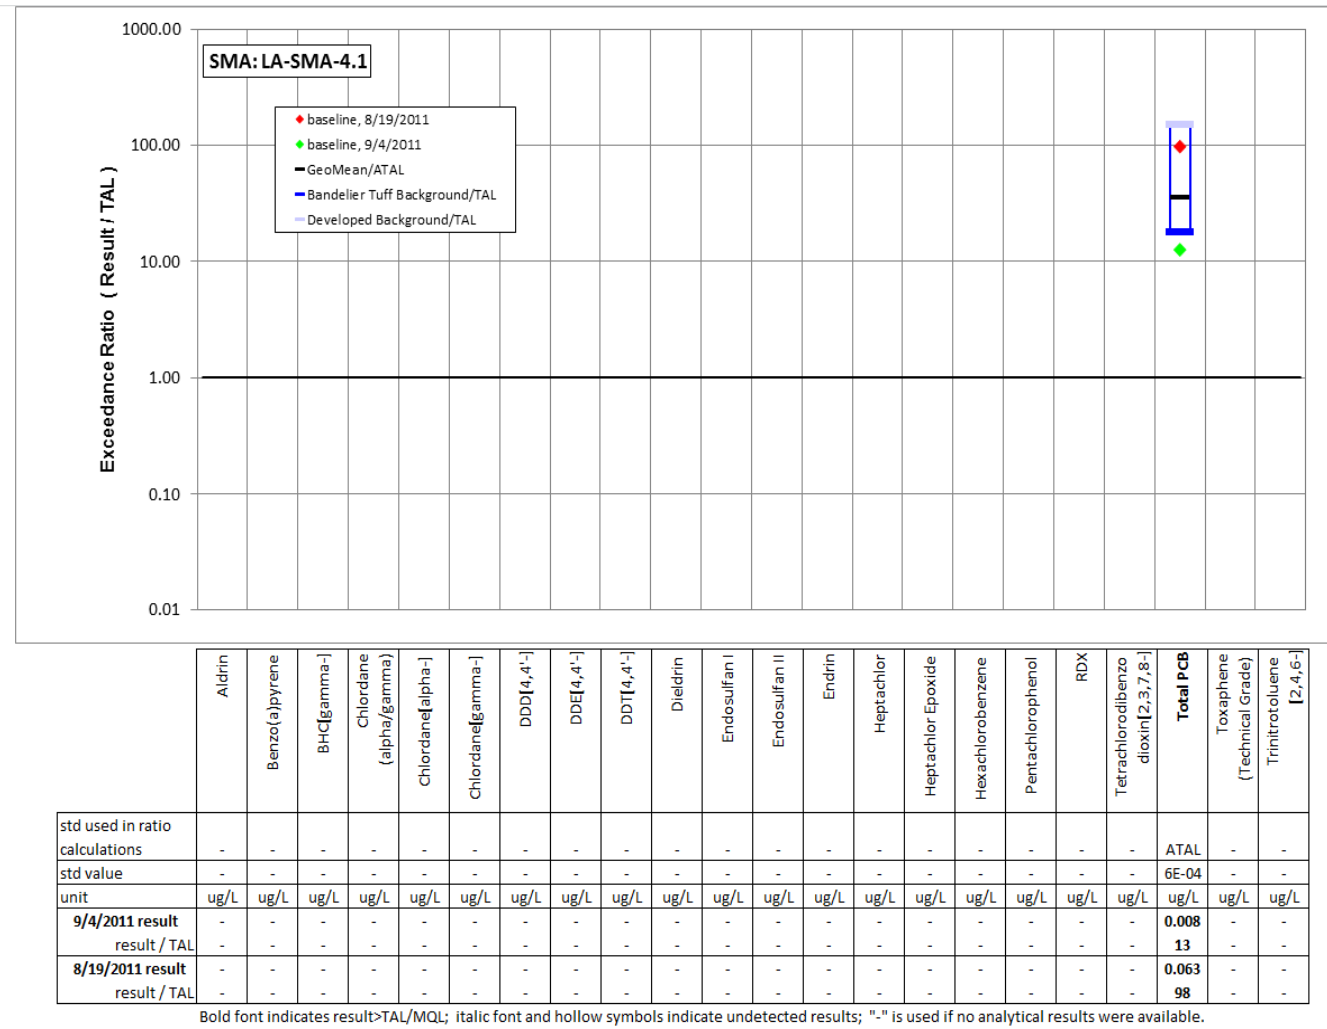 1000.00
SMA: LA-SMA-4.1
baseline, 8/19/2011
baseline, 9/4/2011
GeoMean/ATAL
Bandelier Tuff Background/TAL
Developed Background/TAL
100.00
10.00
1.00
0.10
0.01
Exceedance Ratio ( Result / TAL )
Aldrin
Benzo(a)pyrene
BHC[gamma-]
Chlordane
(alpha/gamma)
Chlordane[alpha-]
Chlordane[gamma-]
DDD[4,4'-]
DDE[4,4'-]
DDT[4,4'-]
Dieldrin
Endosulfan I
Endosulfan II
Endrin
Heptachlor
Heptachlor Epoxide
Hexachlorobenzene
Pentachlorophenol
RDX
Tetrachlorodibenzo
dioxin[2,3,7,8-]
Total PCB
Toxaphene
(Technical Grade)
Trinitrotoluene
[2,4,6-]
std used in ratio
calculations - - - - - - - - - - - - - - - - - - - ATAL - -
std value - - - - - - - - - - - - - - - - - - - 6E-04 - -
unit ug/L ug/L ug/L ug/L ug/L ug/L ug/L ug/L ug/L ug/L ug/L ug/L ug/L ug/L ug/L ug/L ug/L ug/L ug/L ug/L ug/L ug/L
9/4/2011 result - - - - - - - - - - - - - - - - - - - 0.008 - -
result / TAL - - - - - - - - - - - - - - - - - - - 13 - -
8/19/2011 result - - - - - - - - - - - - - - - - - - - 0.063 - -
result / TAL - - - - - - - - - - - - - - - - - - - 98 - -
Bold font indicates result>TAL/MQL; italic font and hollow symbols indicate undetected results; "-" is used if no analytical results were available.